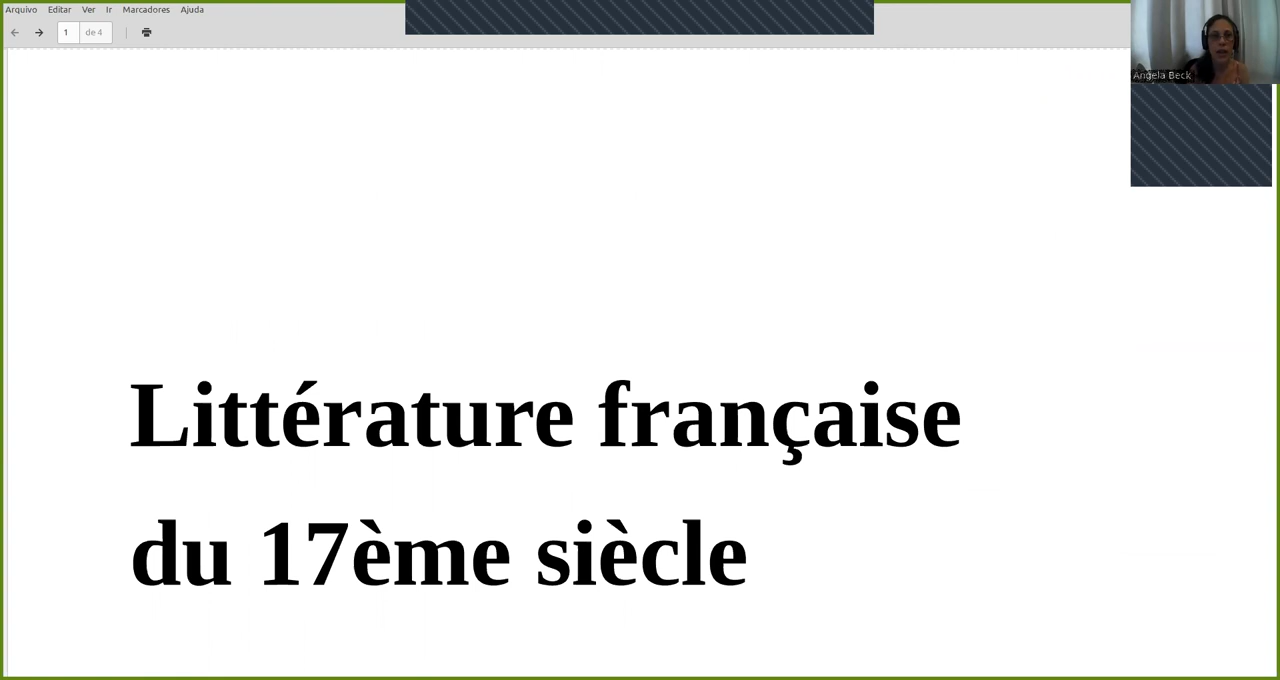 Arquivo Editar Ver Ir Marcadores Ajuda
1 de 4
Angela Beck
Littérature française
du 17ème siècle